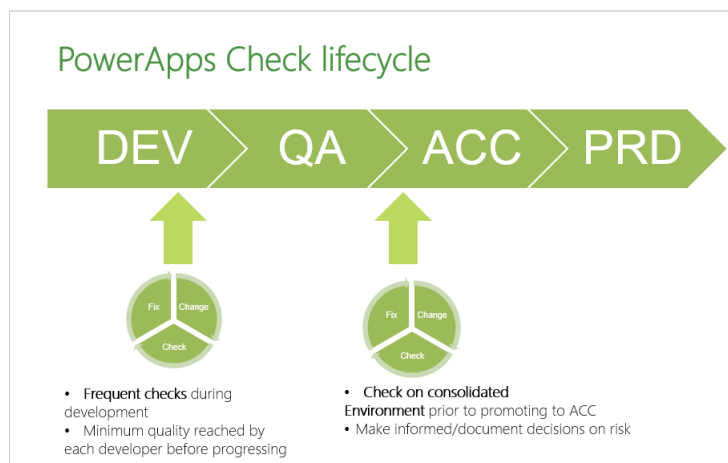 PowerApps Check lifecycle
DEV
QA
ACC
PRD
Fix
Change
Check
Fix
Change
Check
• Frequent checks during
development
• Minimum quality reached by
each developer before progressing
• Check on consolidated
Environment prior to promoting to ACC
• Make informed/document decisions on risk